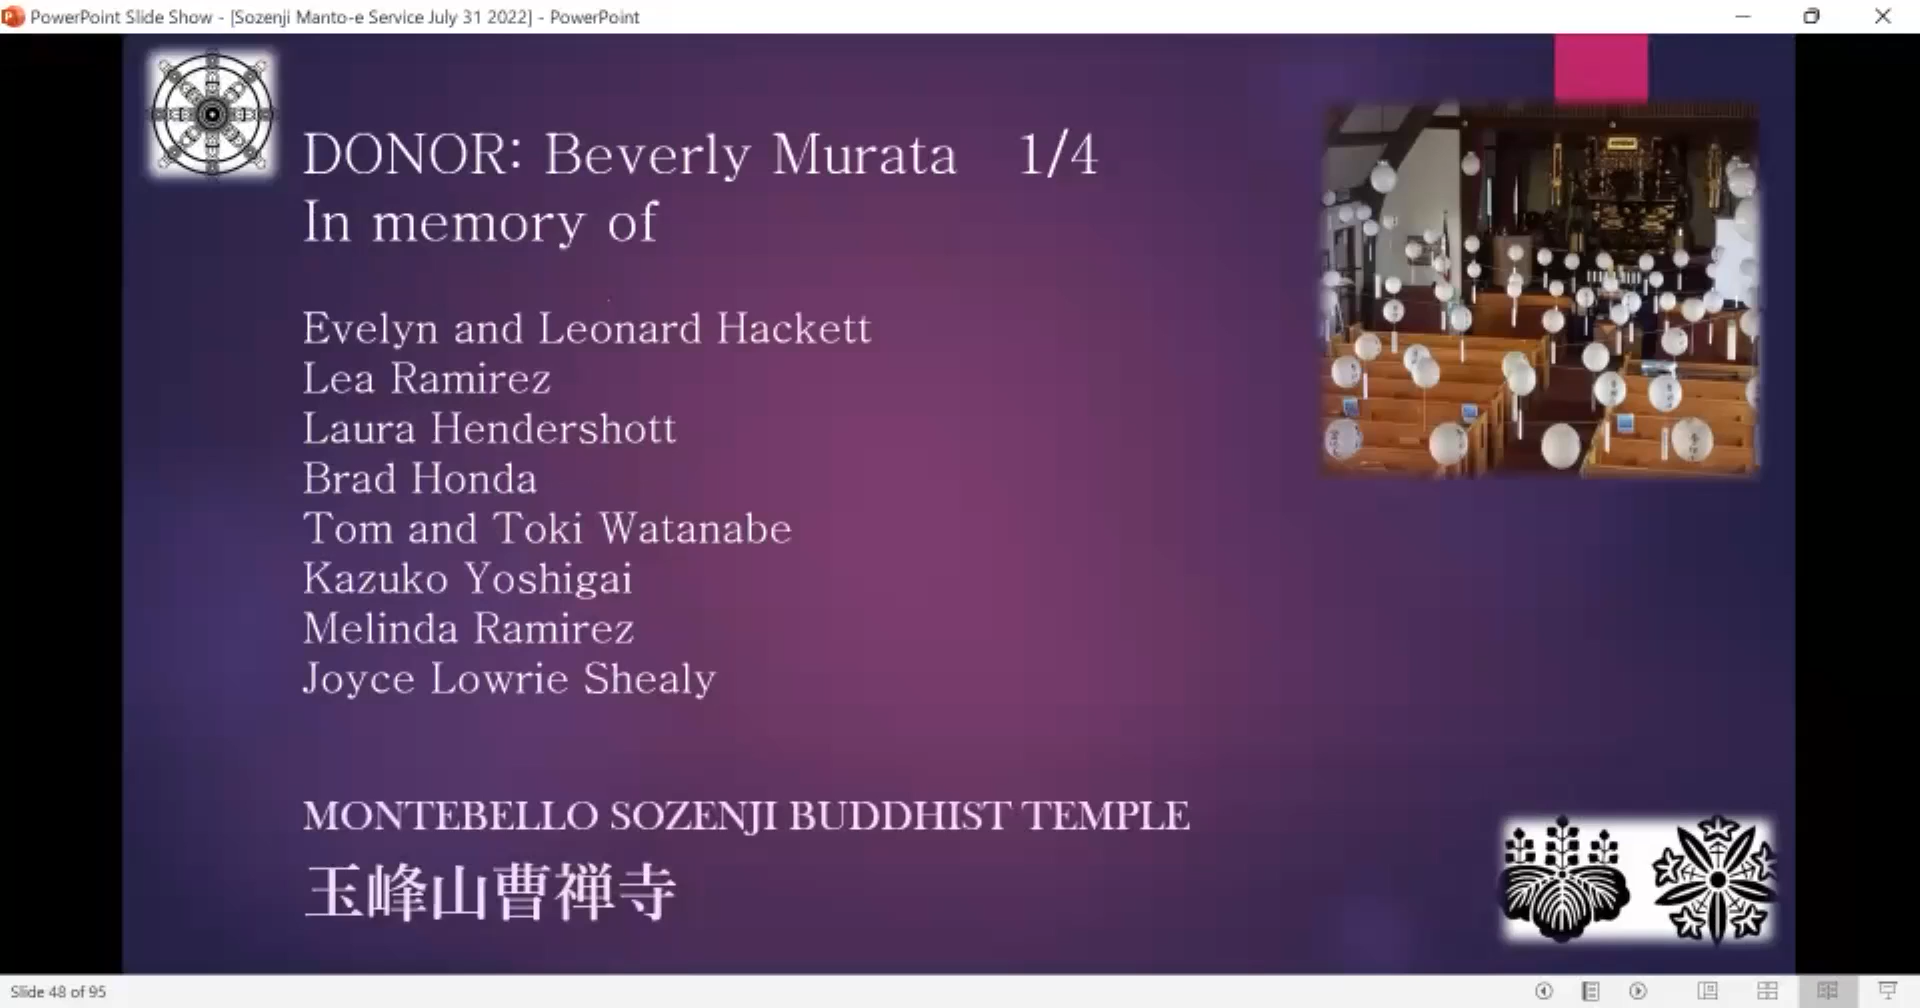 PowerPoint Slide Show - [Sozenji Manto-e Service July 31 2022] - PowerPoint
DONOR: Beverly Murata 1/4
In memory of
Evelyn and Leonard Hackett
Lea Ramirez
Laura Hendershott
Brad Honda
Tom and Toki Watanabe
Kazuko Yoshigai
Melinda Ramirez
Joyce Lowrie Shealy
MONTEBELLO SOZENJI BUDDHIST TEMPLE
玉峰山曹禅寺
Slide 48 of 95